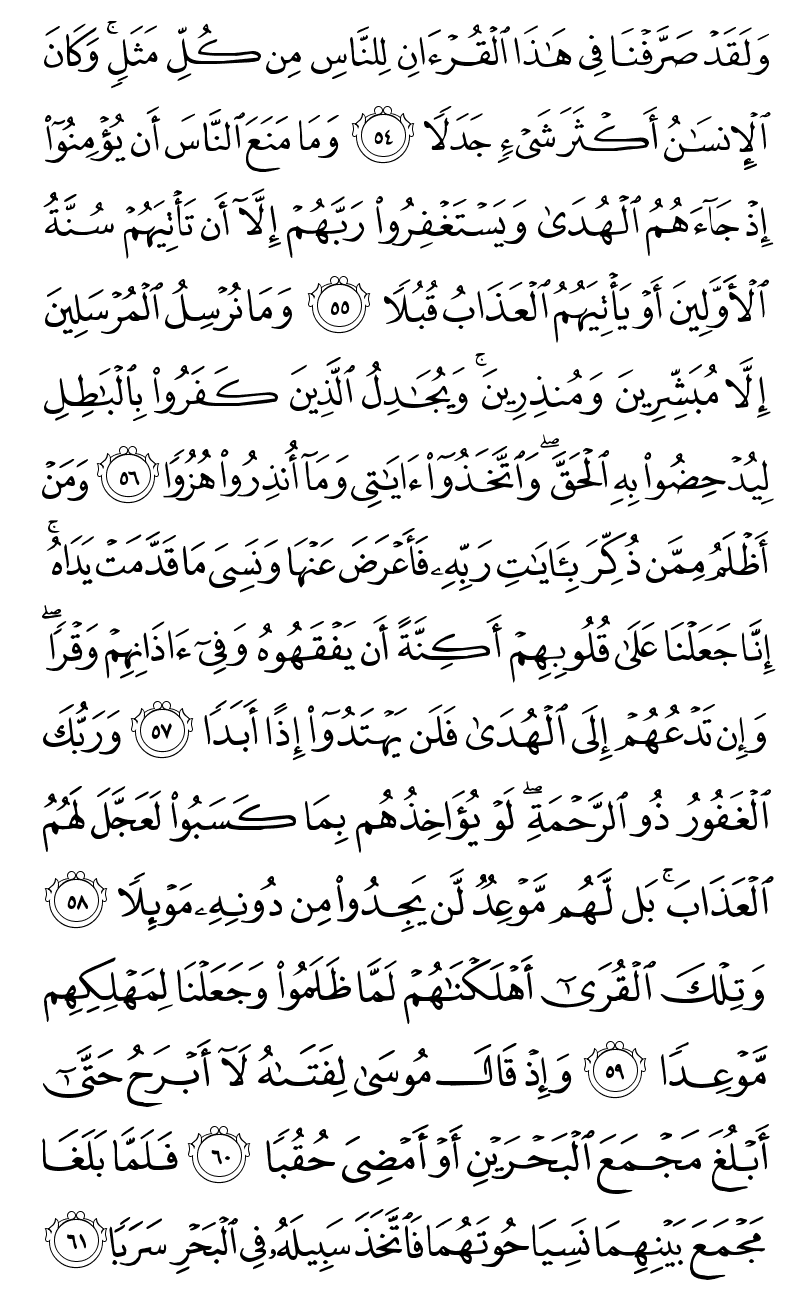 وَلَقَدْ صَرَّفْنَا فِى هَـٰذَا ٱلْقُرْءَانِ لِلنَّاسِ مِن كُلِّ مَثَلٍۢ ۚ وَكَانَ
ٱلْإِنسَـٰنُ أَكْثَرَ شَىْءٍۢ جَدَلًۭا ٥٤ وَمَا مَنَعَ ٱلنَّاسَ أَن يُؤْمِنُوٓا۟
إِذْ جَآءَهُمُ ٱلْهُدَىٰ وَيَسْتَغْفِرُوا۟ رَبَّهُمْ إِلَّآ أَن تَأْتِيَهُمْ سُنَّةُ
ٱلْأَوَّلِينَ أَوْ يَأْتِيَهُمُ ٱلْعَذَابُ قُبُلًۭا ٥٥ وَمَا نُرْسِلُ ٱلْمُرْسَلِينَ
إِلَّا مُبَشِّرِينَ وَمُنذِرِينَ ۚ وَيُجَـٰدِلُ ٱلَّذِينَ كَفَرُوا۟ بِٱلْبَـٰطِلِ
لِيُدْحِضُوا۟ بِهِ ٱلْحَقَّ ۖ وَٱتَّخَذُوٓا۟ ءَايَـٰتِى وَمَآ أُنذِرُوا۟ هُزُوًۭا ٥٦ وَمَنْ
أَظْلَمُ مِمَّن ذُكِّرَ بِـَٔايَـٰتِ رَبِّهِۦ فَأَعْرَضَ عَنْهَا وَنَسِىَ مَا قَدَّمَتْ يَدَاهُ ۚ
إِنَّا جَعَلْنَا عَلَىٰ قُلُوبِهِمْ أَكِنَّةً أَن يَفْقَهُوهُ وَفِىٓ ءَاذَانِهِمْ وَقْرًۭا ۖ
وَإِن تَدْعُهُمْ إِلَى ٱلْهُدَىٰ فَلَن يَهْتَدُوٓا۟ إِذًا أَبَدًۭا ٥٧ وَرَبُّكَ
ٱلْغَفُورُ ذُو ٱلرَّحْمَةِ ۖ لَوْ يُؤَاخِذُهُم بِمَا كَسَبُوا۟ لَعَجَّلَ لَهُمُ
ٱلْعَذَابَ ۚ بَل لَّهُم مَّوْعِدٌۭ لَّن يَجِدُوا۟ مِن دُونِهِۦ مَوْئِلًۭا ٥٨
وَتِلْكَ ٱلْقُرَىٰٓ أَهْلَكْنَـٰهُمْ لَمَّا ظَلَمُوا۟ وَجَعَلْنَا لِمَهْلِكِهِم
مَّوْعِدًۭا ٥٩ وَإِذْ قَالَ مُوسَىٰ لِفَتَىٰهُ لَآ أَبْرَحُ حَتَّىٰٓ
أَبْلُغَ مَجْمَعَ ٱلْبَحْرَيْنِ أَوْ أَمْضِىَ حُقُبًۭا ٦٠ فَلَمَّا بَلَغَا
مَجْمَعَ بَيْنِهِمَا نَسِيَا حُوتَهُمَا فَٱتَّخَذَ سَبِيلَهُۥ فِى ٱلْبَحْرِ سَرَبًۭا ٦١